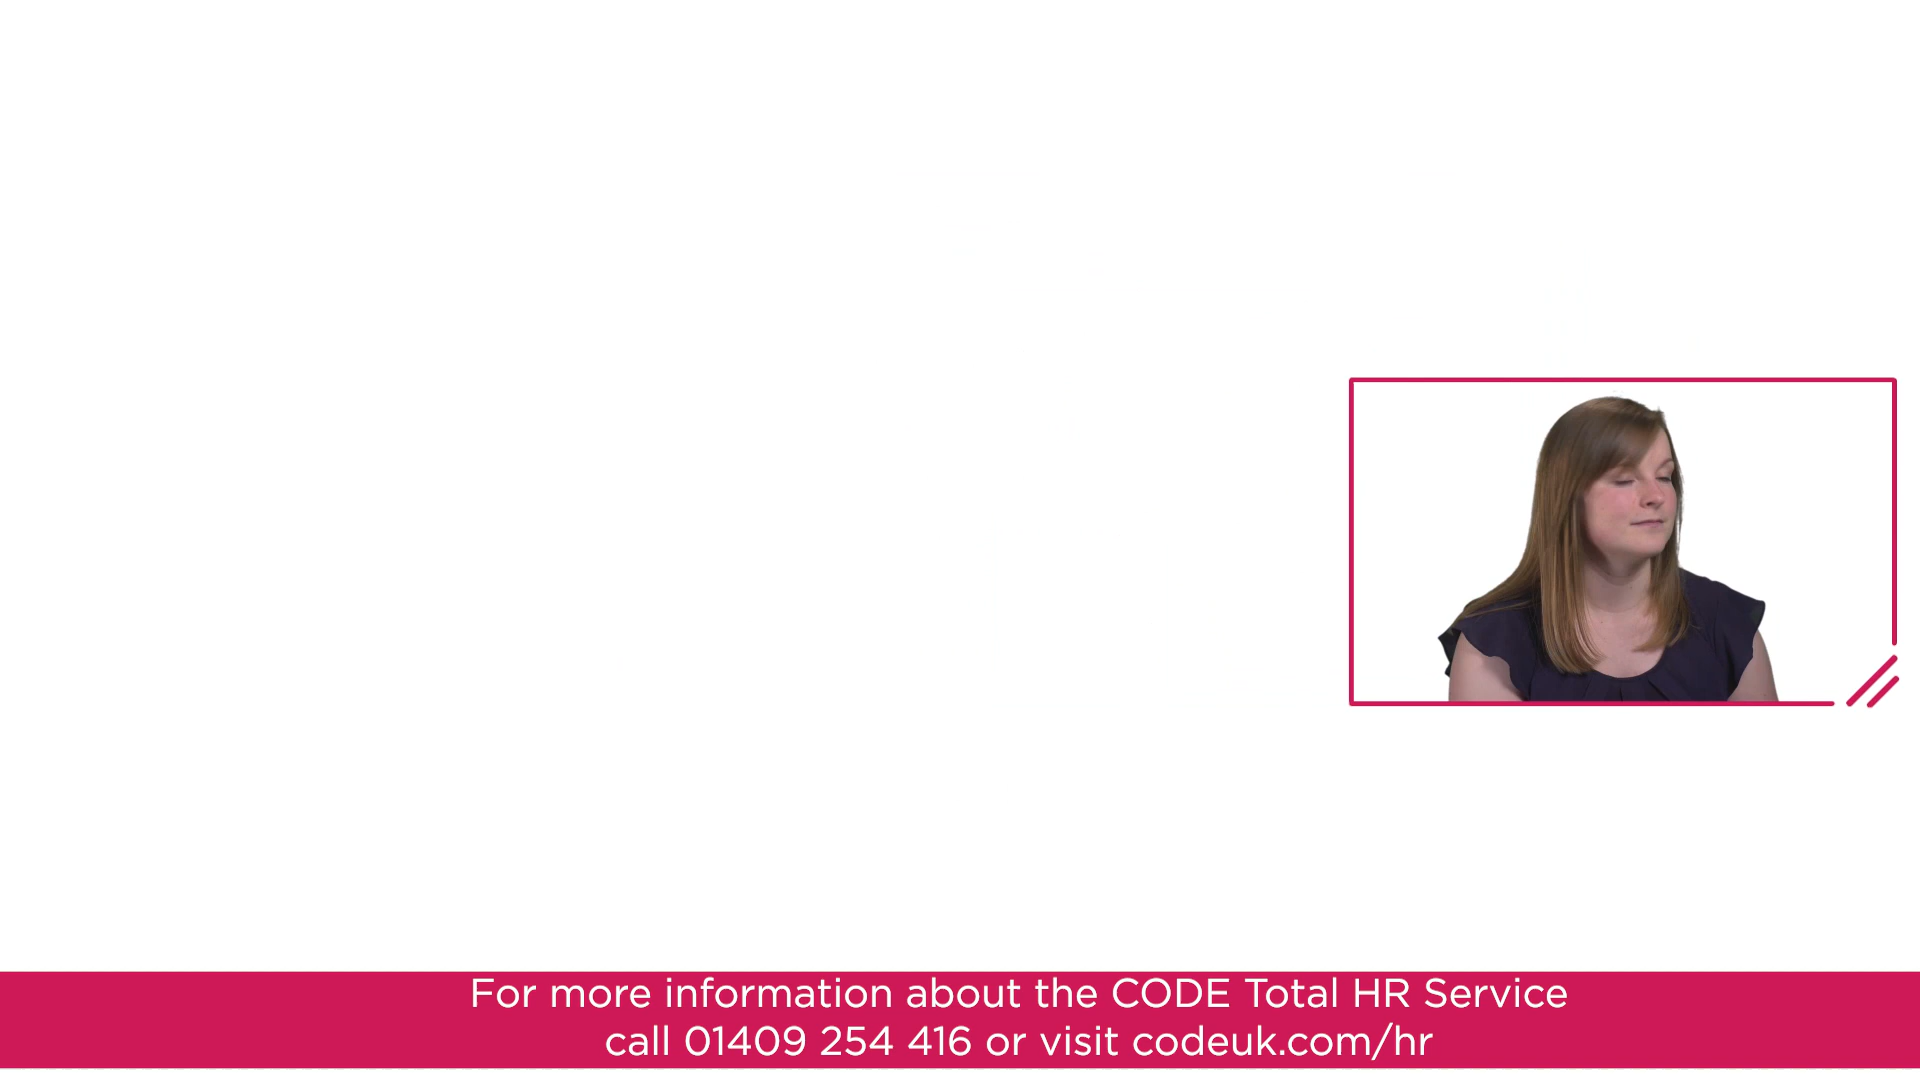 For more information about the CODE Total HR Service
call 01409 254 416 or visit codeuk.com/hr